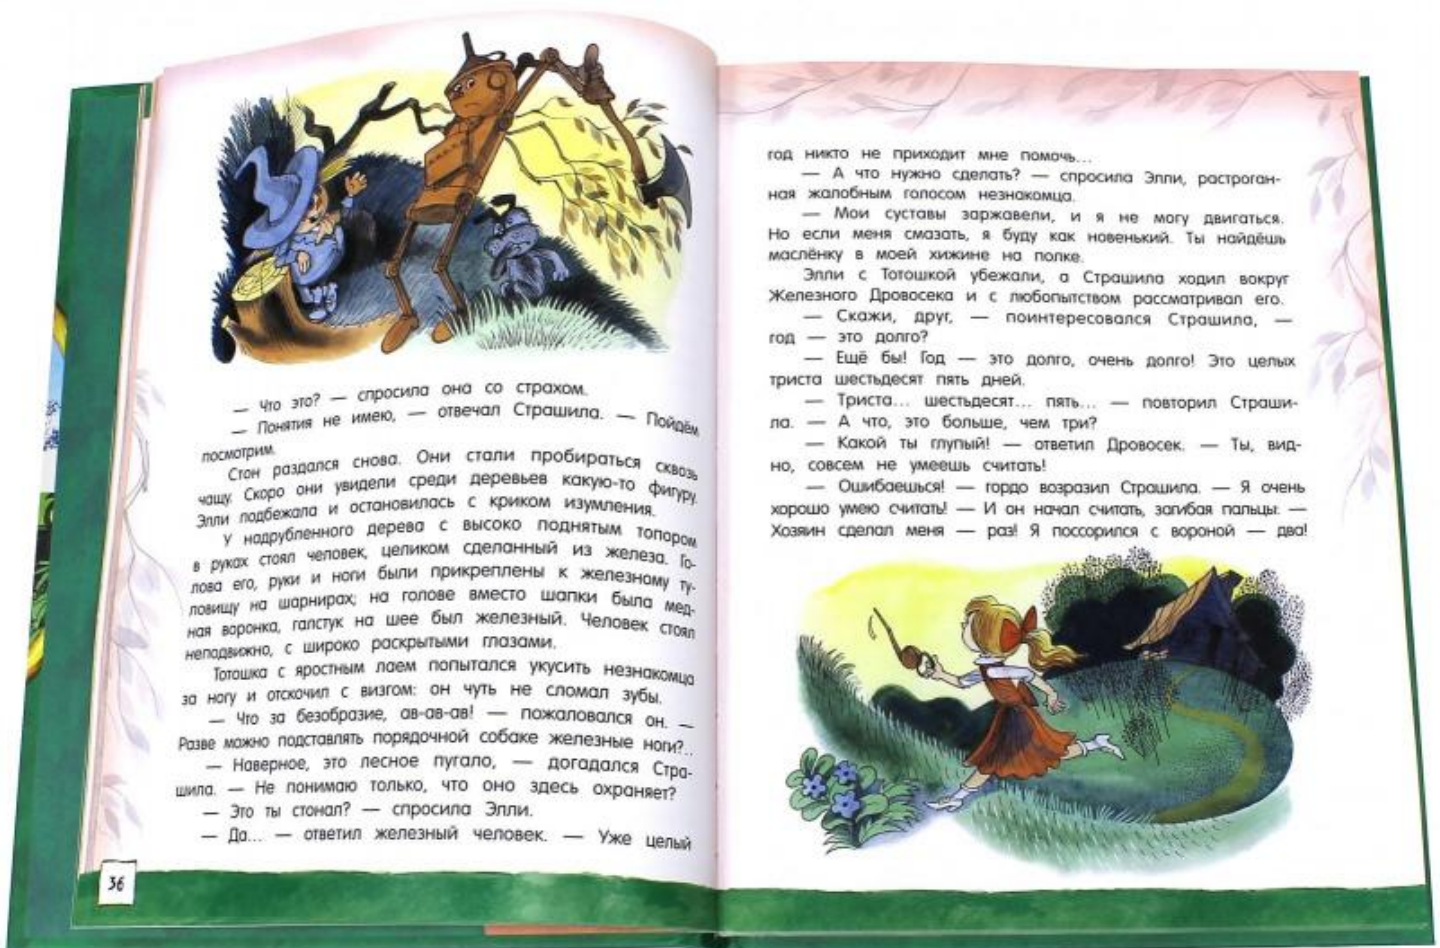 — Что это? — спросила она со страхом.
— Понятия не имею, — отвечал Страшила. — Пойдём
посмотрим.
Стон раздался снова. Они стали пробираться сквозь
чащу. Скоро они увидели среди деревьев какую-то фигуру.
Элли подбежала и остановилась с криком изумления.
У надрубленного дерева с высоко поднятым топором
в руках стоял человек, целиком сделанный из железа. Го-
лова его, руки и ноги были прикреплены к железному ту-
ловищу на шарнирах; на голове вместо шапки была мед-
ная воронка, галстук на шее был железный. Человек стоял
неподвижно, с широко раскрытыми глазами.
Тотошка с яростным лаем попытался укусить незнакомца
за ногу и отскочил с визгом: он чуть не сломал зубы.
— Что за безобразие, ав-ав-ав! — пожаловался он. —
Разве можно подставлять порядочной собаке железные ноги?..
— Наверное, это лесное пугало, — догадался Стра-
шила. — Не понимаю только, что оно здесь охраняет?
— Это ты стонал? — спросила Элли.
— Да... — ответил железный человек. — Уже целый
36
год никто не приходит мне помочь...
— А что нужно сделать? — спросила Элли, растроган-
ная жалобным голосом незнакомца.
— Мои суставы заржавели, и я не могу двигаться.
Но если меня смазать, я буду как новенький. Ты найдёшь
маслёнку в моей хижине на полке.
Элли с Тотошкой убежали, а Страшила ходил вокруг
Железного Дровосека и с любопытством рассматривал его.
— Скажи, друг, — поинтересовался Страшила, —
год — это долго?
— Ещё бы! Год — это долго, очень долго! Это целых
триста шестьдесят пять дней.
— Триста... шестьдесят... пять... — повторил Страши-
ла. — А что, это больше, чем три?
— Какой ты глупый! — ответил Дровосек. — Ты, вид-
но, совсем не умеешь считать!
— Ошибаешься! — гордо возразил Страшила. — Я очень
хорошо умею считать! — И он начал считать, загибая пальцы. —
Хозяин сделал меня — раз! Я поссорился с вороной — два!